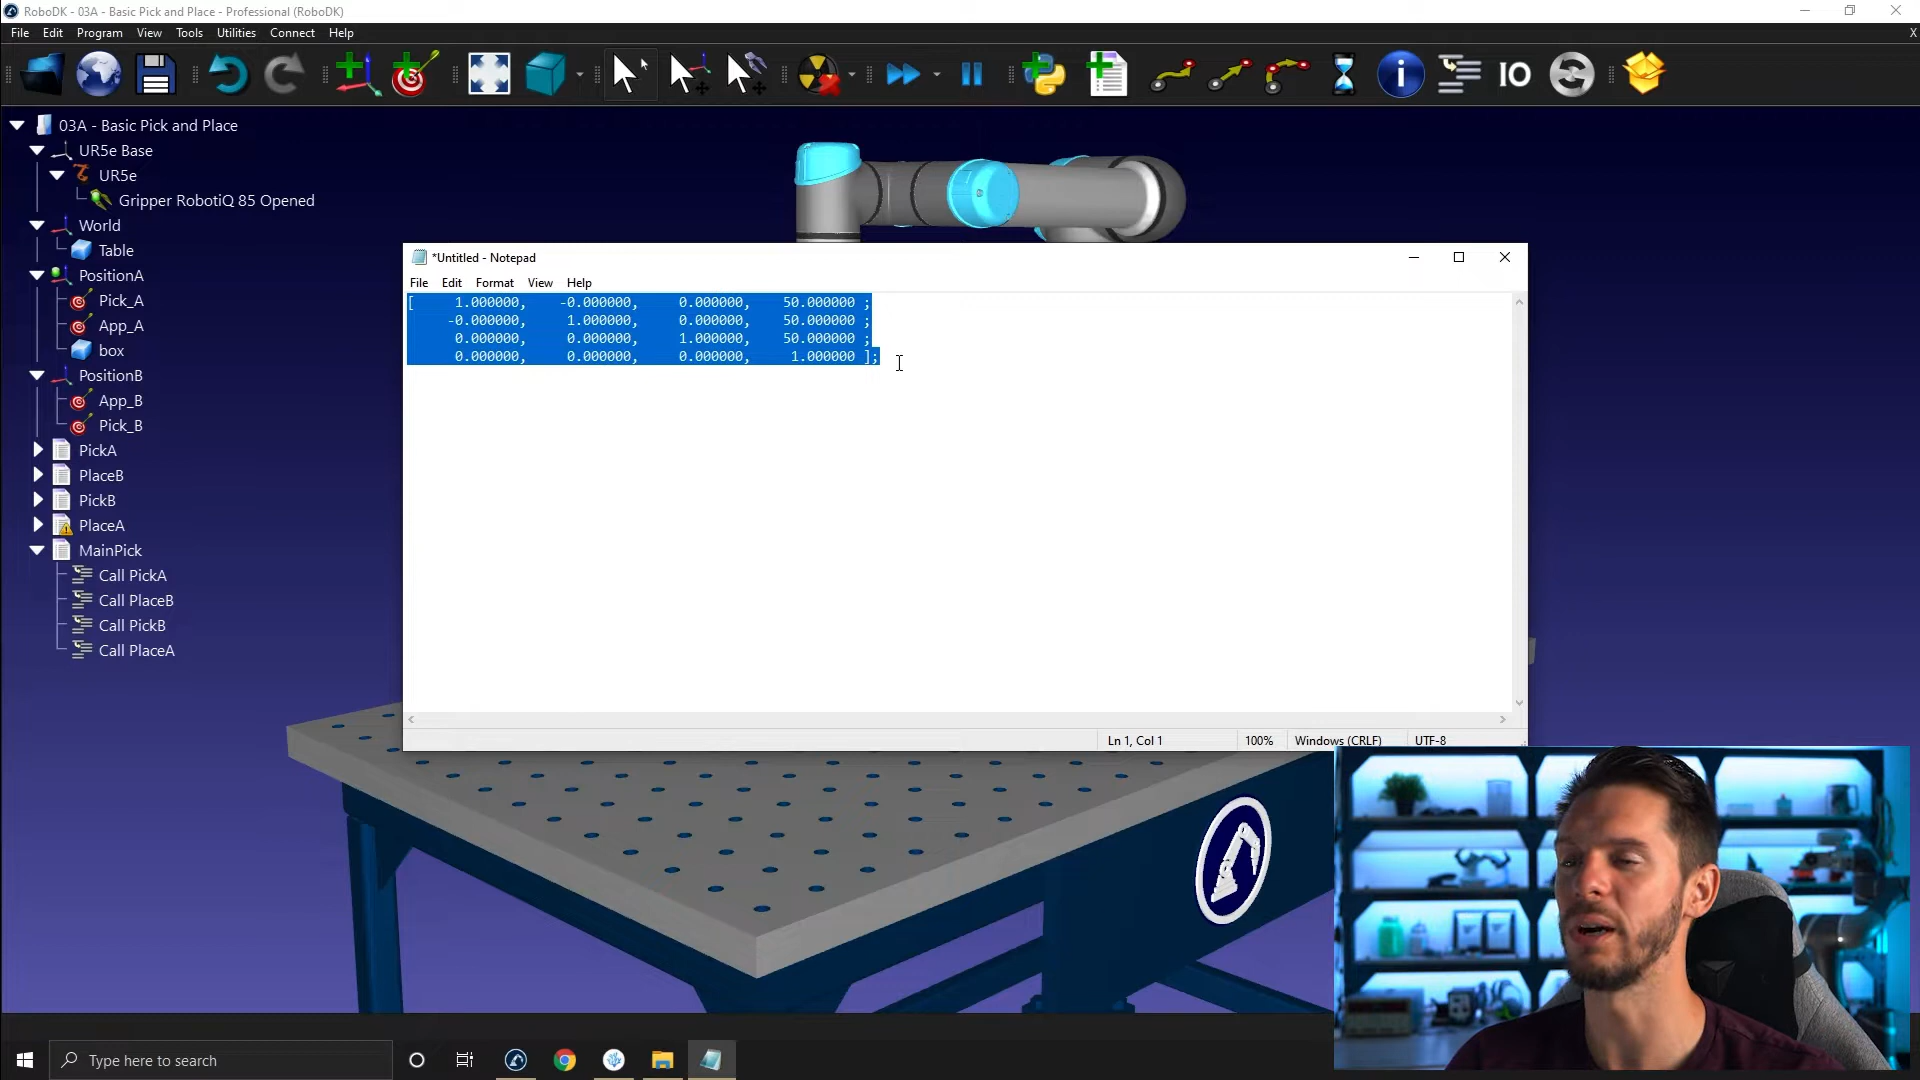 RoboDK - 03A - Basic Pick and Place - Professional (RoboDK)
File Edit Program View Tools Utilities Connect Help
X
IO
03A - Basic Pick and Place
UR5e Base
UR5e
Gripper RobotiQ 85 Opened
World
Table
PositionA
Pick_A
App_A
box
PositionB
App_B
Pick_B
PickA
PlaceB
PickB
PlaceA
MainPick
Call PickA
Call PlaceB
Call PickB
Call PlaceA
*Untitled - Notepad
File Edit Format View Help
[ 1.000000, -0.000000, 0.000000, 50.000000 ;
-0.000000, 1.000000, 0.000000, 50.000000 ;
0.000000, 0.000000, 1.000000, 50.000000 ;
0.000000, 0.000000, 0.000000, 1.000000 ];
Ln 1, Col 1 100% Windows (CRLF) UTF-8
Type here to search